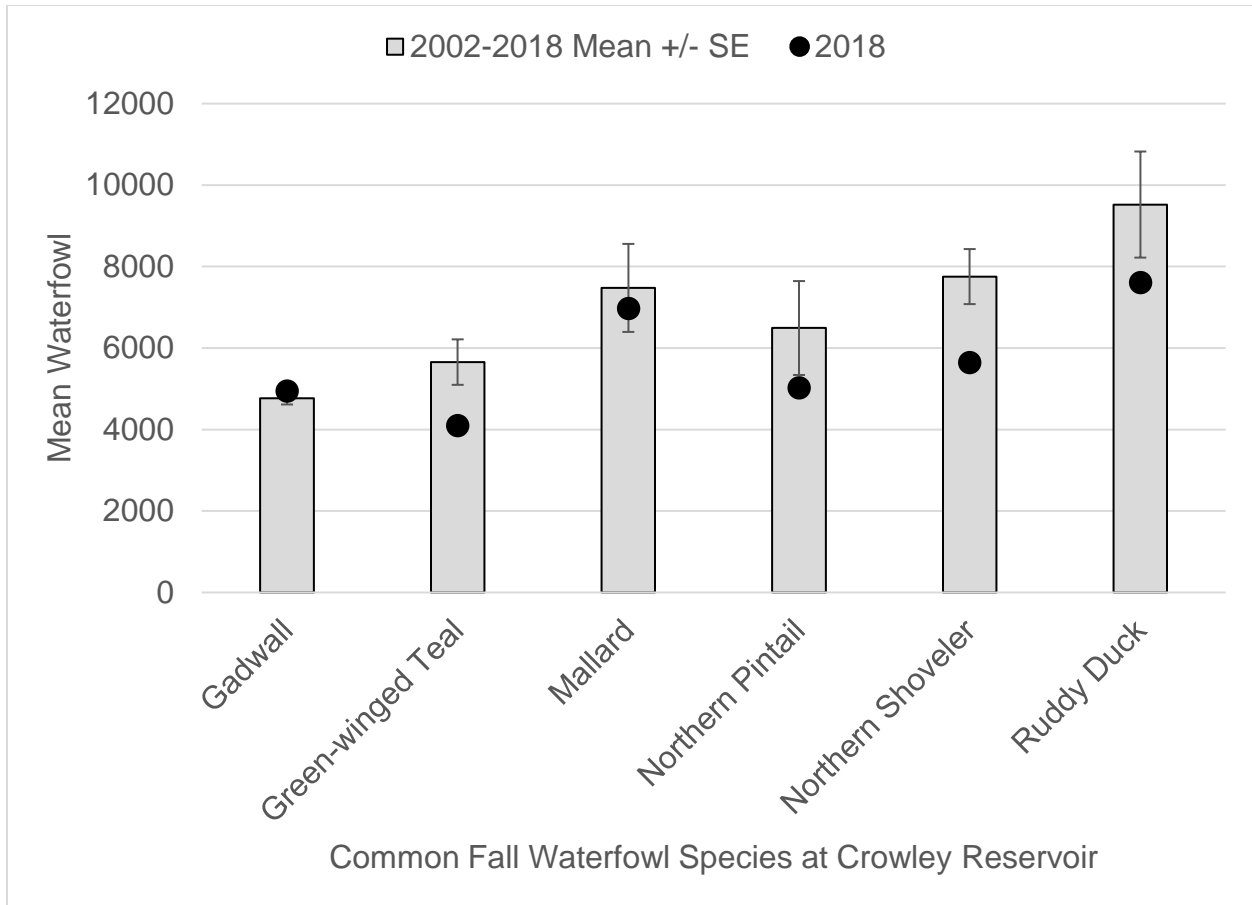 2002-2018 Mean +/- SE 2018
12000
10000
8000
6000
4000
2000
0
Mean Waterfowl
Gadwall
Green-winged Teal
Mallard
Northern Pintail
Northern Shoveler
Ruddy Duck
Common Fall Waterfowl Species at Crowley Reservoir